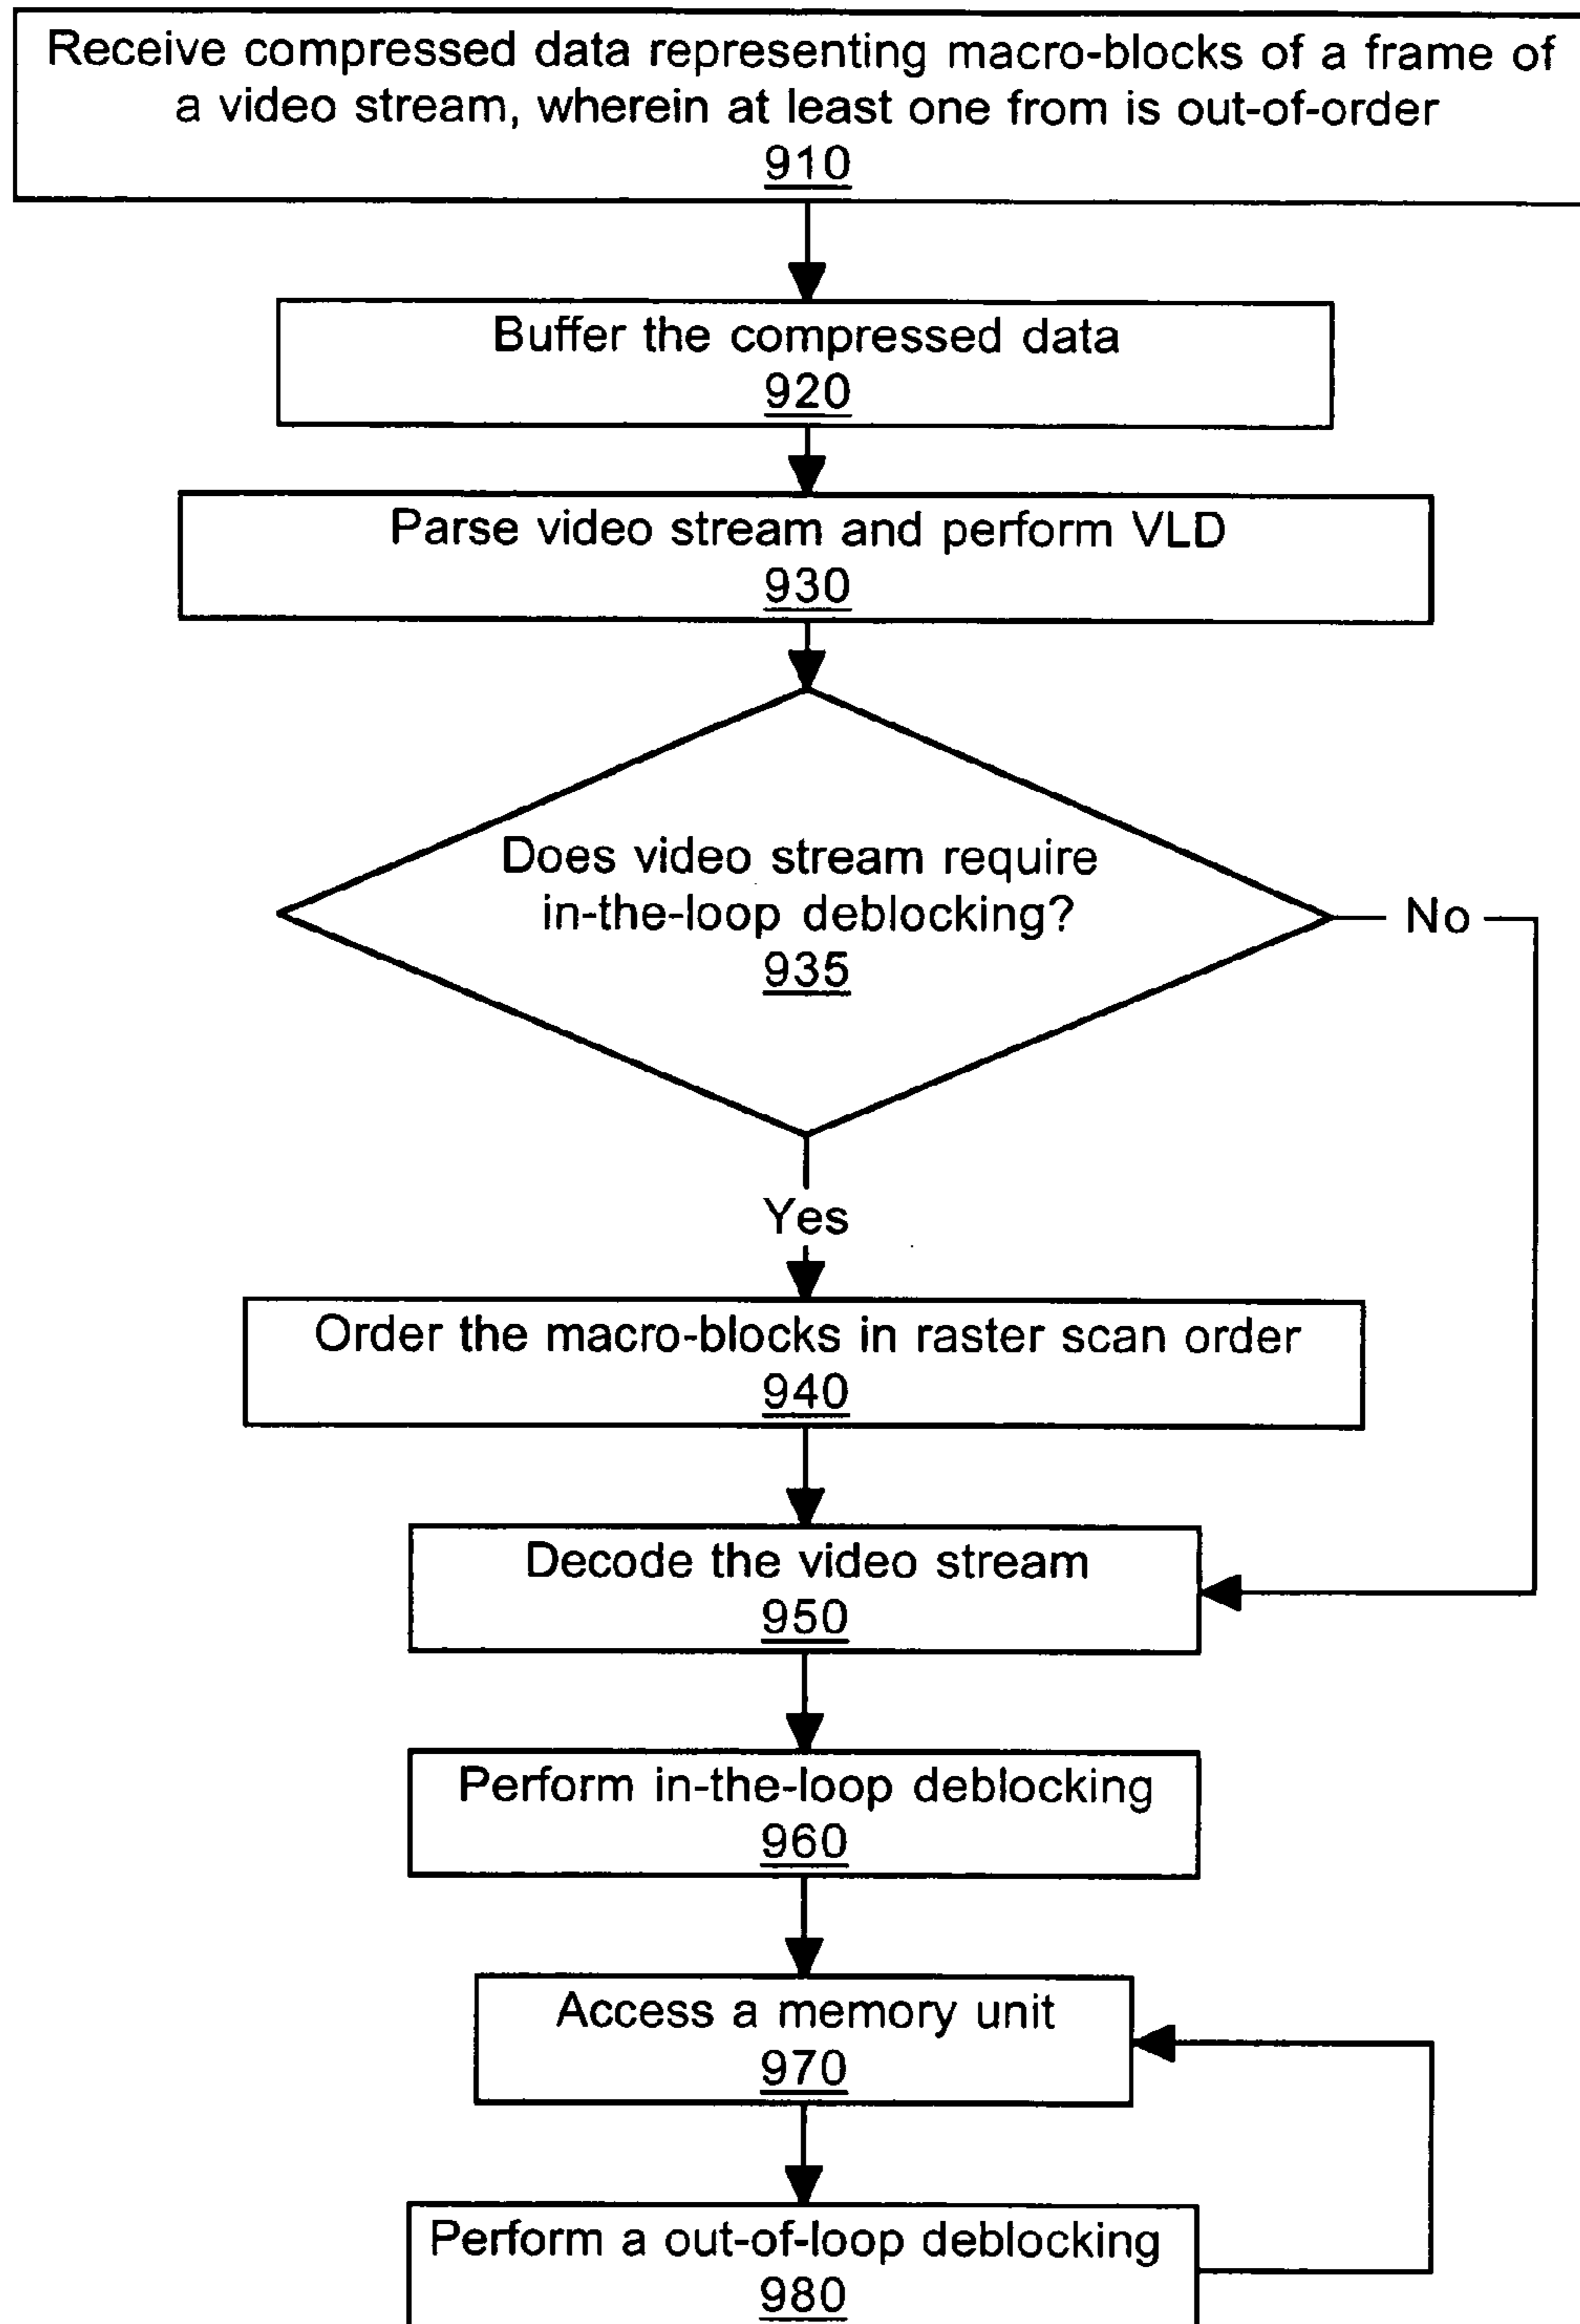 Receive compressed data representing macro-blocks of a frame of
a video stream, wherein at least one from is out-of-order
910
Buffer the compressed data
920
Parse video stream and perform VLD
930
Does video stream require
in-the-loop deblocking?
935
No
Yes
Order the macro-blocks in raster scan order
940
Decode the video stream
950
Perform in-the-loop deblocking
960
Access a memory unit
970
Perform a out-of-loop deblocking
980